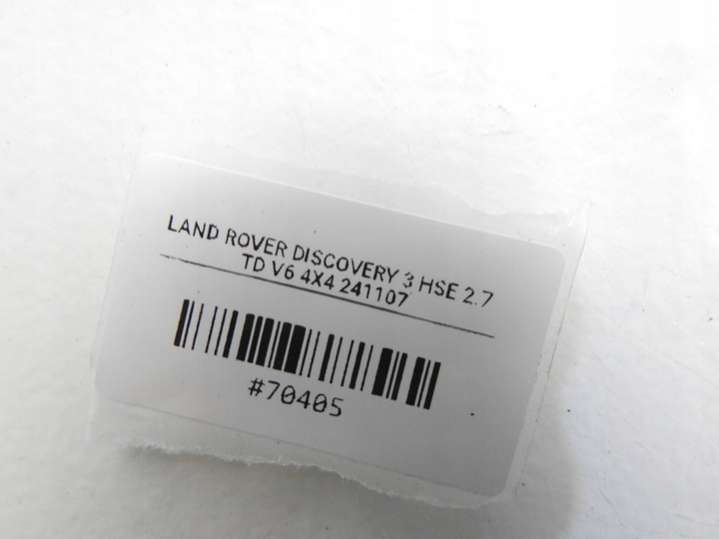 LAND ROVER DISCOVERY 3 HSE 2.7
TD V6 4X4 241107
#70405